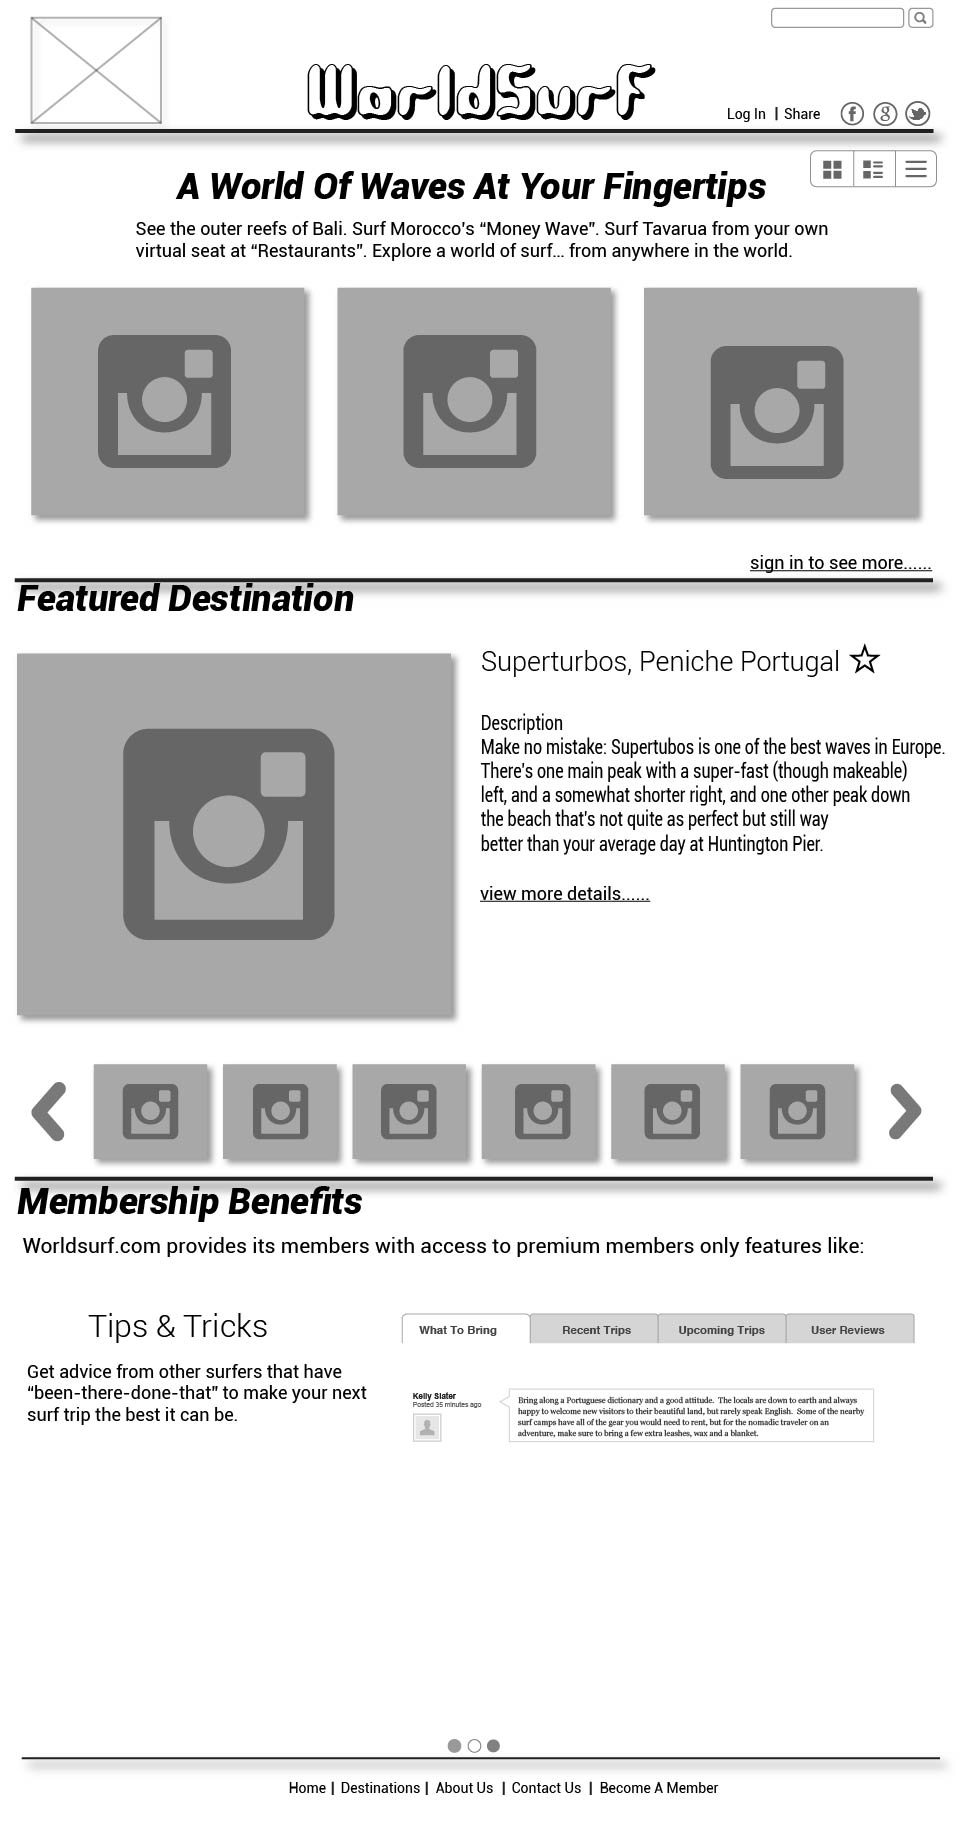 WorldSurf
Log In | Share
A World Of Waves At Your Fingertips
See the outer reefs of Bali. Surf Morocco's “Money Wave”. Surf Tavarua from your own
virtual seat at “Restaurants”. Explore a world of surf... from anywhere in the world.
sign in to see more......
Featured Destination
Superturbos, Peniche Portugal
Description
Make no mistake: Supertubos is one of the best waves in Europe.
There's one main peak with a super-fast (though makeable)
left, and a somewhat shorter right, and one other peak down
the beach that's not quite as perfect but still way
better than your average day at Huntington Pier.
view more details......
Membership Benefits
Worldsurf.com provides its members with access to premium members only features like:
Tips & Tricks
Get advice from other surfers that have
“been-there-done-that” to make your next
surf trip the best it can be.
What To Bring Recent Trips Upcoming Trips User Reviews
Kelly Slater
Posted 35 minutes ago
Bring along a Portuguese dictionary and a good attitude. The locals are down to earth and always
happy to welcome new visitors to their beautiful land, but rarely speak English. Some of the nearby
surf camps have all of the gear you would need to rent, but for the nomadic traveler on an
adventure, make sure to bring a few extra leashes, wax and a blanket.
Home | Destinations | About Us | Contact Us | Become A Member